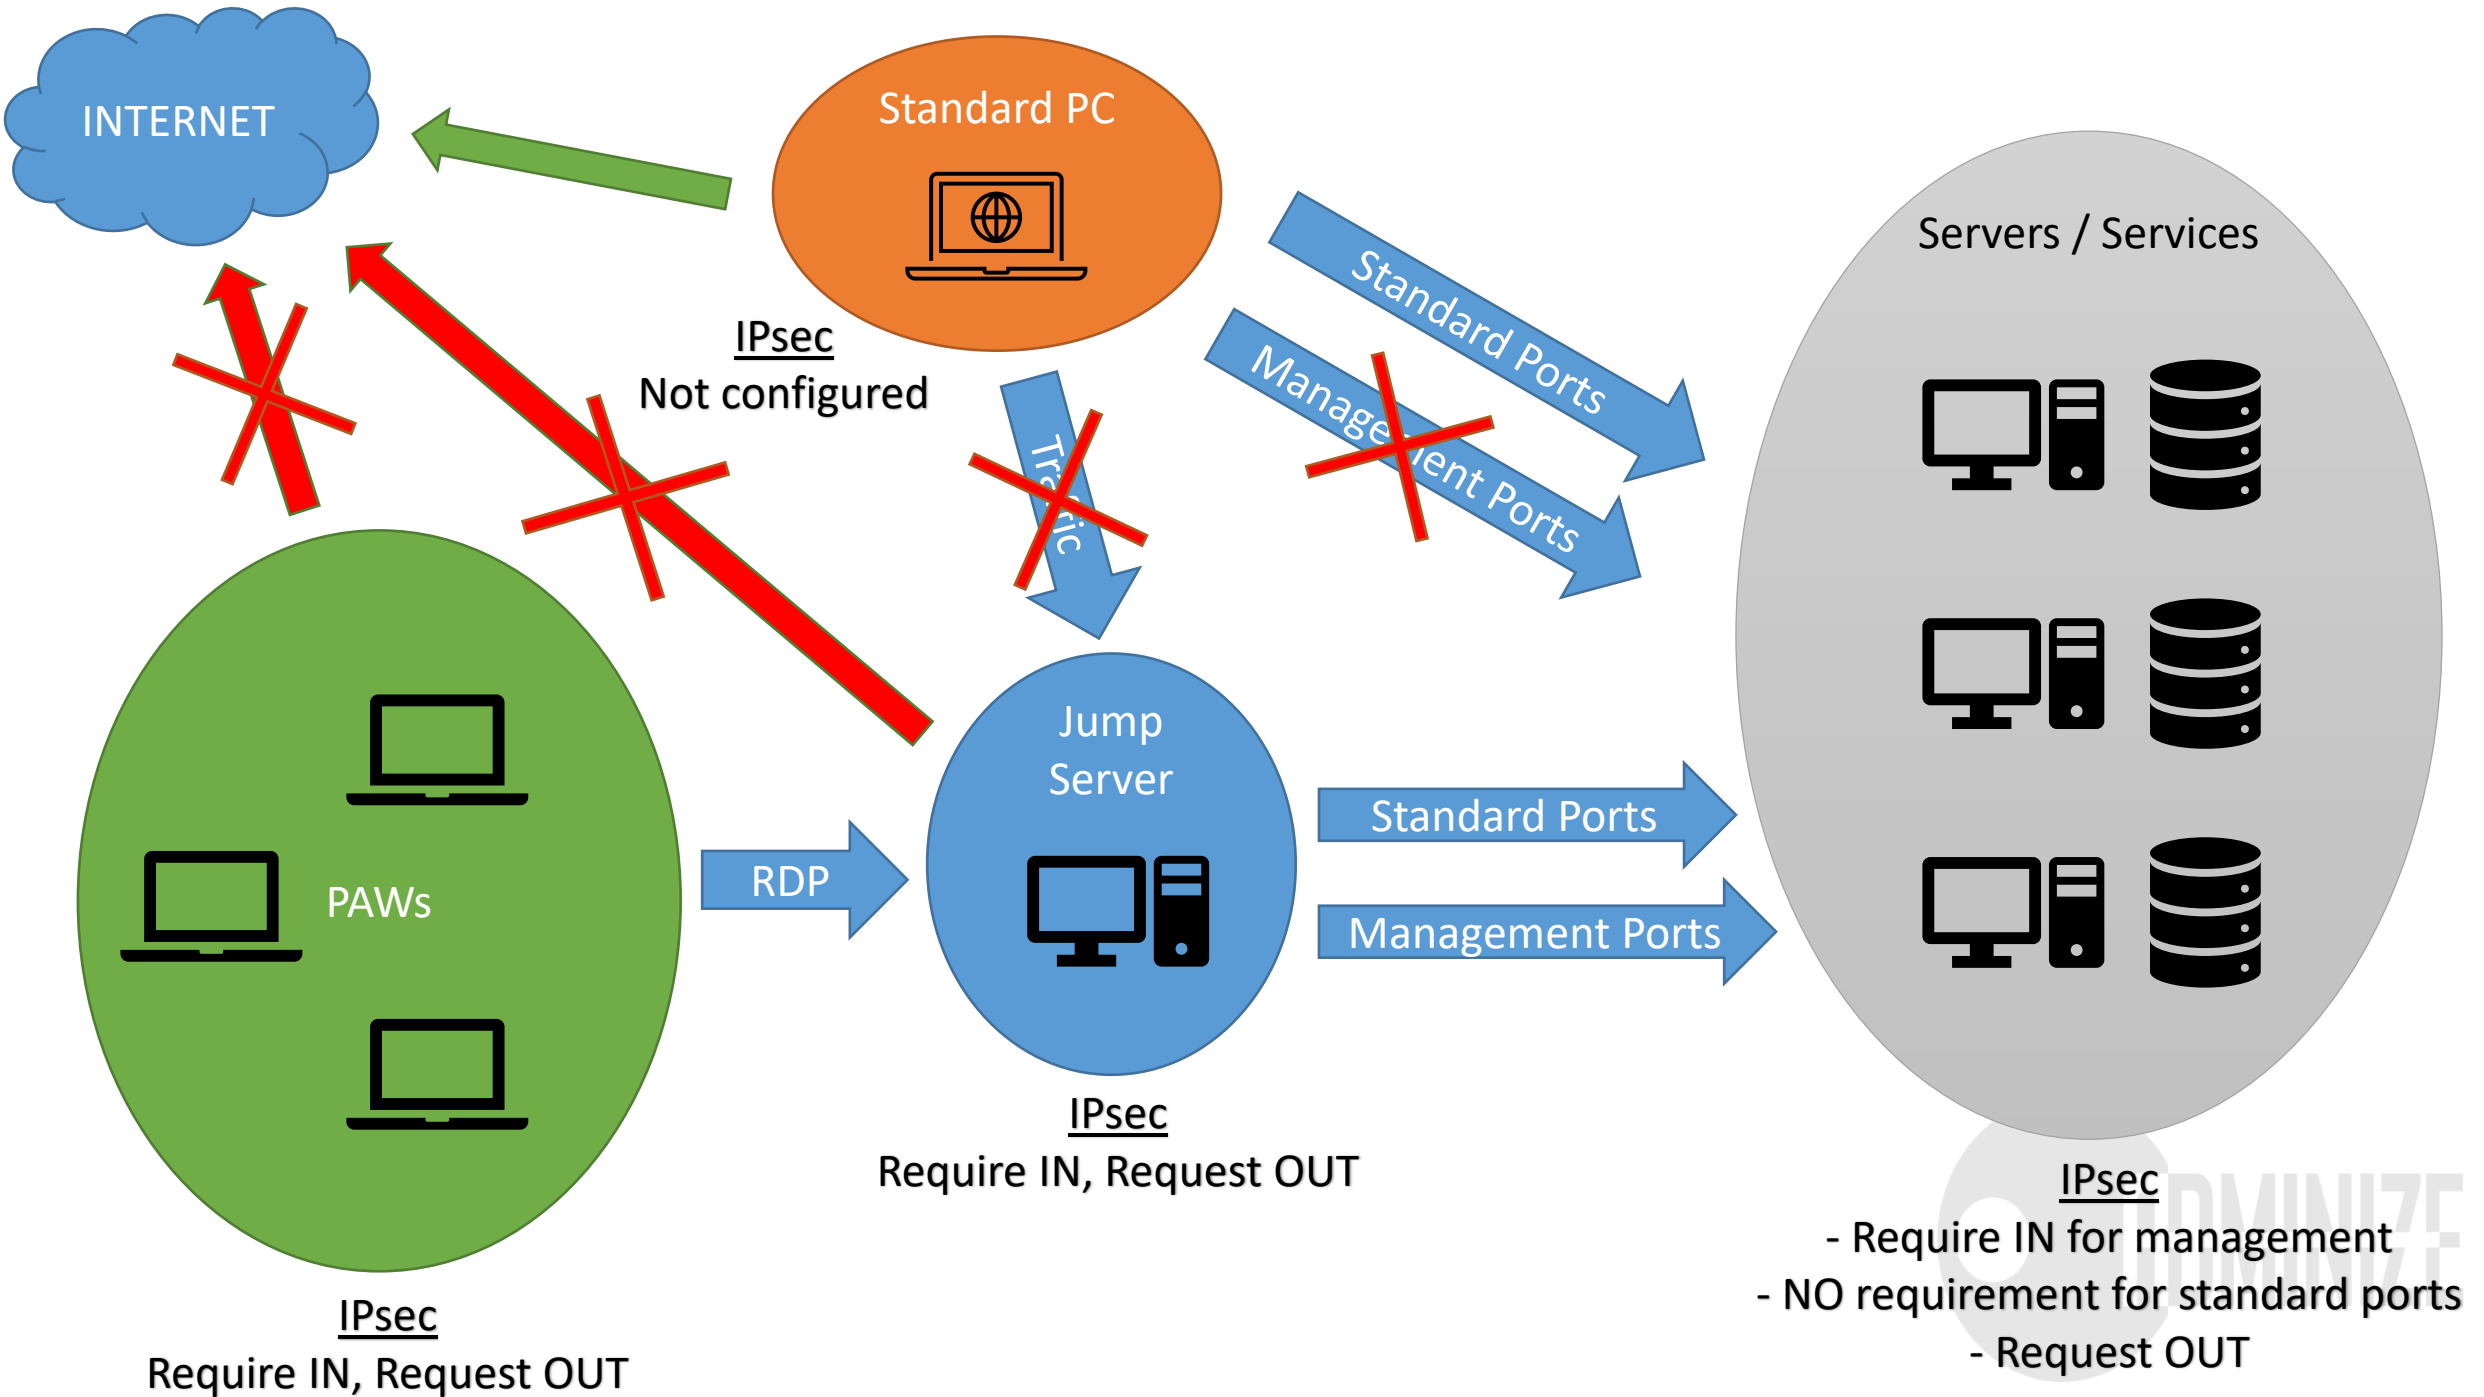 INTERNET
Standard PC
Servers / Services
Standard Ports
Management Ports
IPsec
Not configured
Traffic
Jump
Server
PAWs
RDP
Standard Ports
Management Ports
IPsec
Require IN, Request OUT
IPsec
- Require IN for management
- NO requirement for standard ports
- Request OUT
IPsec
Require IN, Request OUT